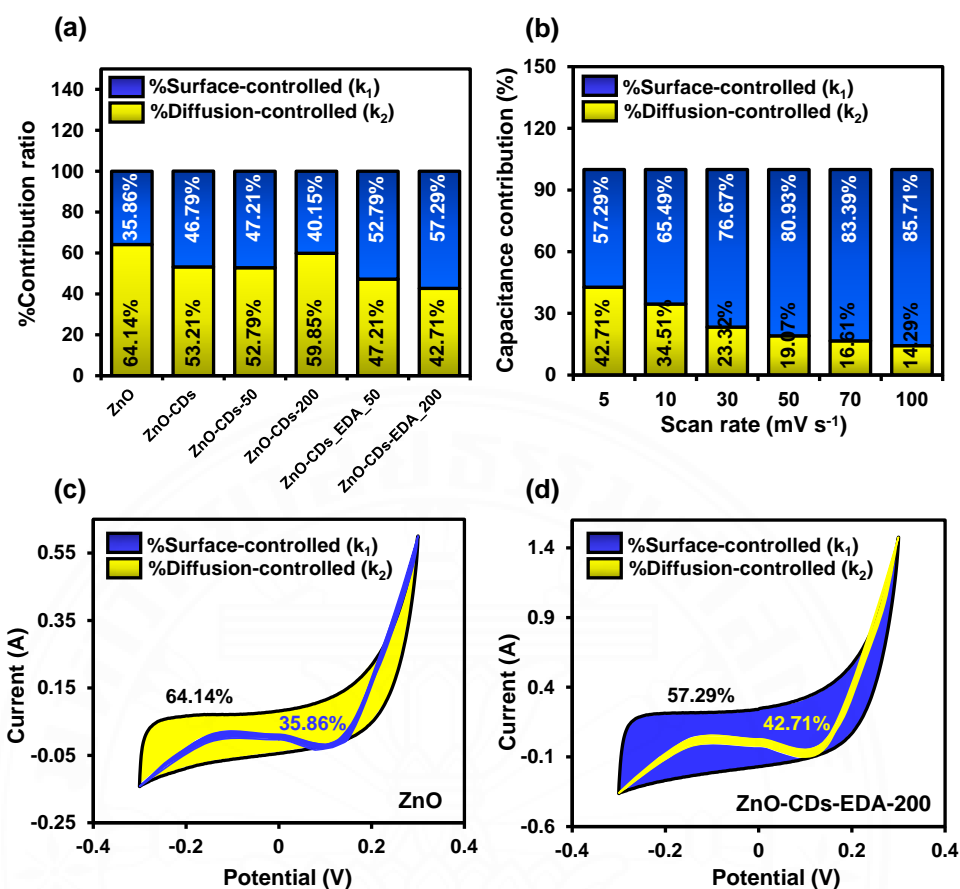 (a)
%Surface-controlled (k₁)
%Diffusion-controlled (k₂)
%Contribution ratio
140
120
100
80
60
40
20
0
35.86%
46.79%
47.21%
40.15%
52.79%
57.29%
64.14%
53.21%
52.79%
59.85%
47.21%
42.71%
ZnO
ZnO-CDs
ZnO-CDs-50
ZnO-CDs-200
ZnO-CDs_EDA_50
ZnO-CDs-EDA_200
(b)
%Surface-controlled (k₁)
%Diffusion-controlled (k₂)
Capacitance contribution (%)
150
120
90
60
30
0
57.29%
65.49%
76.67%
80.93%
83.39%
85.71%
42.71%
34.51%
23.32%
19.07%
16.61%
14.29%
5 10 30 50 70 100
Scan rate (mV s⁻¹)
(c)
%Surface-controlled (k₁)
%Diffusion-controlled (k₂)
Current (A)
0.55
0.35
0.15
-0.05
-0.25
64.14%
35.86%
ZnO
-0.4 -0.2 0 0.2 0.4
Potential (V)
(d)
%Surface-controlled (k₁)
%Diffusion-controlled (k₂)
Current (A)
1.4
0.9
0.4
-0.1
-0.6
57.29%
42.71%
ZnO-CDs-EDA-200
-0.4 -0.2 0 0.2 0.4
Potential (V)